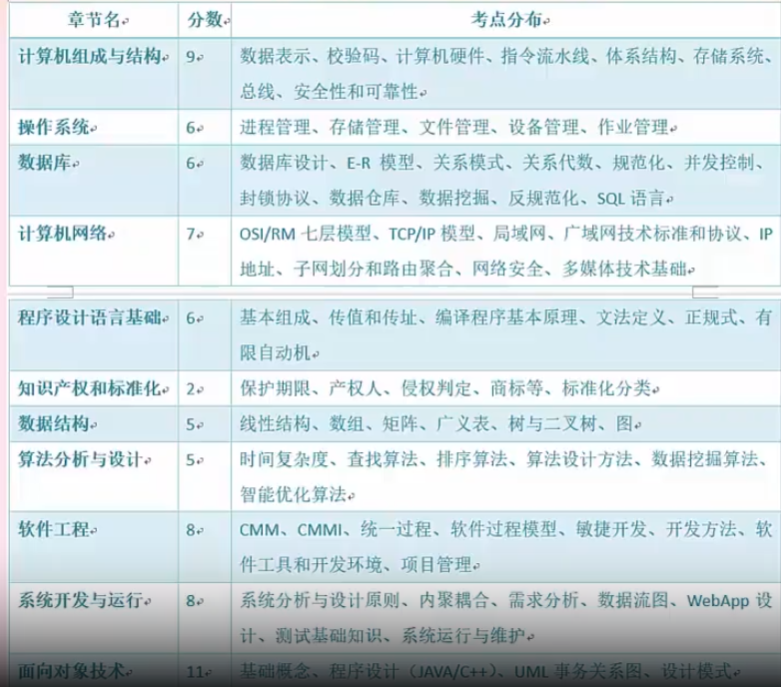 章节名 分数 考点分布
计算机组成与结构 9 数据表示、校验码、计算机硬件、指令流水线、体系结构、存储系统、
总线、安全性和可靠性
操作系统 6 进程管理、存储管理、文件管理、设备管理、作业管理
数据库 6 数据库设计、E-R 模型、关系模式、关系代数、规范化、并发控制、
封锁协议、数据仓库、数据挖掘、反规范化、SQL 语言
计算机网络 7 OSI/RM 七层模型、TCP/IP 模型、局域网、广域网技术标准和协议、IP
地址、子网划分和路由聚合、网络安全、多媒体技术基础
程序设计语言基础 6 基本组成、传值和传址、编译程序基本原理、文法定义、正规式、有
限自动机
知识产权和标准化 2 保护期限、产权人、侵权判定、商标等、标准化分类
数据结构 5 线性结构、数组、矩阵、广义表、树与二叉树、图
算法分析与设计 5 时间复杂度、查找算法、排序算法、算法设计方法、数据挖掘算法、
智能优化算法
软件工程 8 CMM、CMMI、统一过程、软件过程模型、敏捷开发、开发方法、软
件工具和开发环境、项目管理
系统开发与运行 8 系统分析与设计原则、内聚耦合、需求分析、数据流图、WebApp 设
计、测试基础知识、系统运行与维护
面向对象技术 11 基础概念、程序设计（JAVA/C++）、UML 事务关系图、设计模式